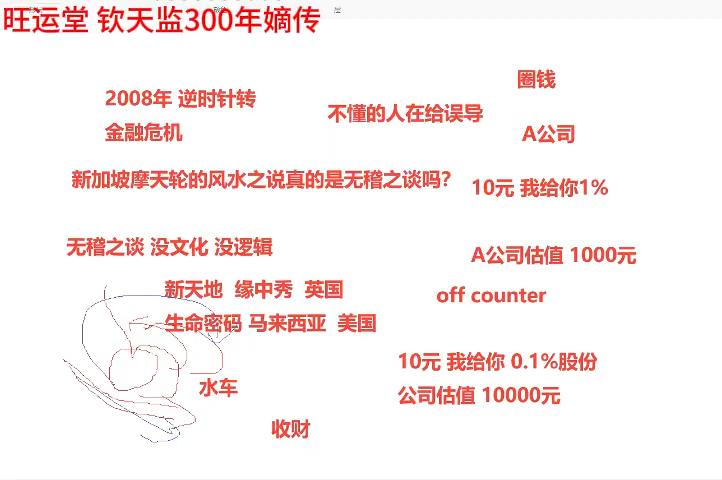 旺运堂 钦天监300年嫡传
圈钱
2008年 逆时针转
不懂的人在给误导
金融危机
A公司
新加坡摩天轮的风水之说真的是无稽之谈吗?
10元 我给你1%
无稽之谈 没文化 没逻辑
A公司估值 1000元
新天地 缘中秀 英国
off counter
生命密码 马来西亚 美国
10元 我给你 0.1%股份
水车
公司估值 10000元
收财